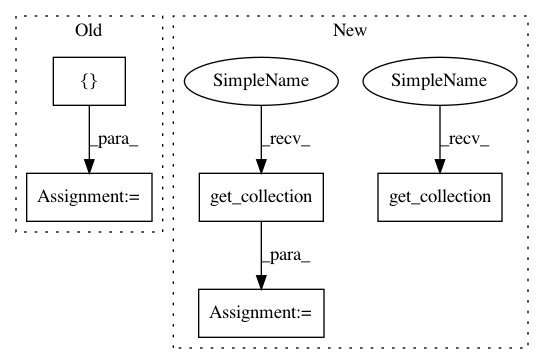 Old
New
{}
SimpleName
SimpleName
_para_
_recv_
_recv_
Assignment:=
get_collection
get_collection
_para_
Assignment:=